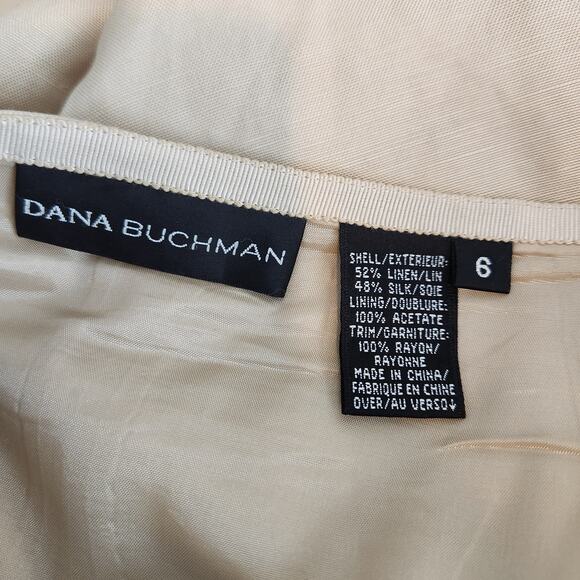 DANA BUCHMAN
SHELL/EXTERIEUR:
52% LINEN/LIN
48% SILK/SOIE
LINING/DOUBLURE:
100% ACETATE
TRIM/GARNITURE:
100% RAYON/
RAYONNE
MADE IN CHINA/
FABRIQUE EN CHINE
OVER/AU VERSO↓
6